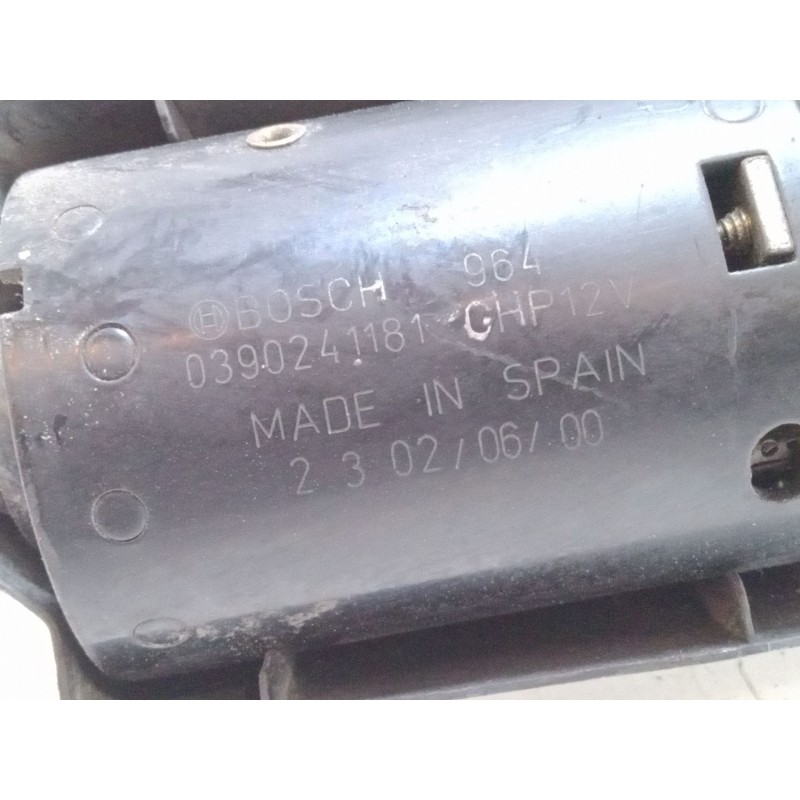 BOSCH 964
0390241181 CHP12V
MADE IN SPAIN
2 3 02/06/00